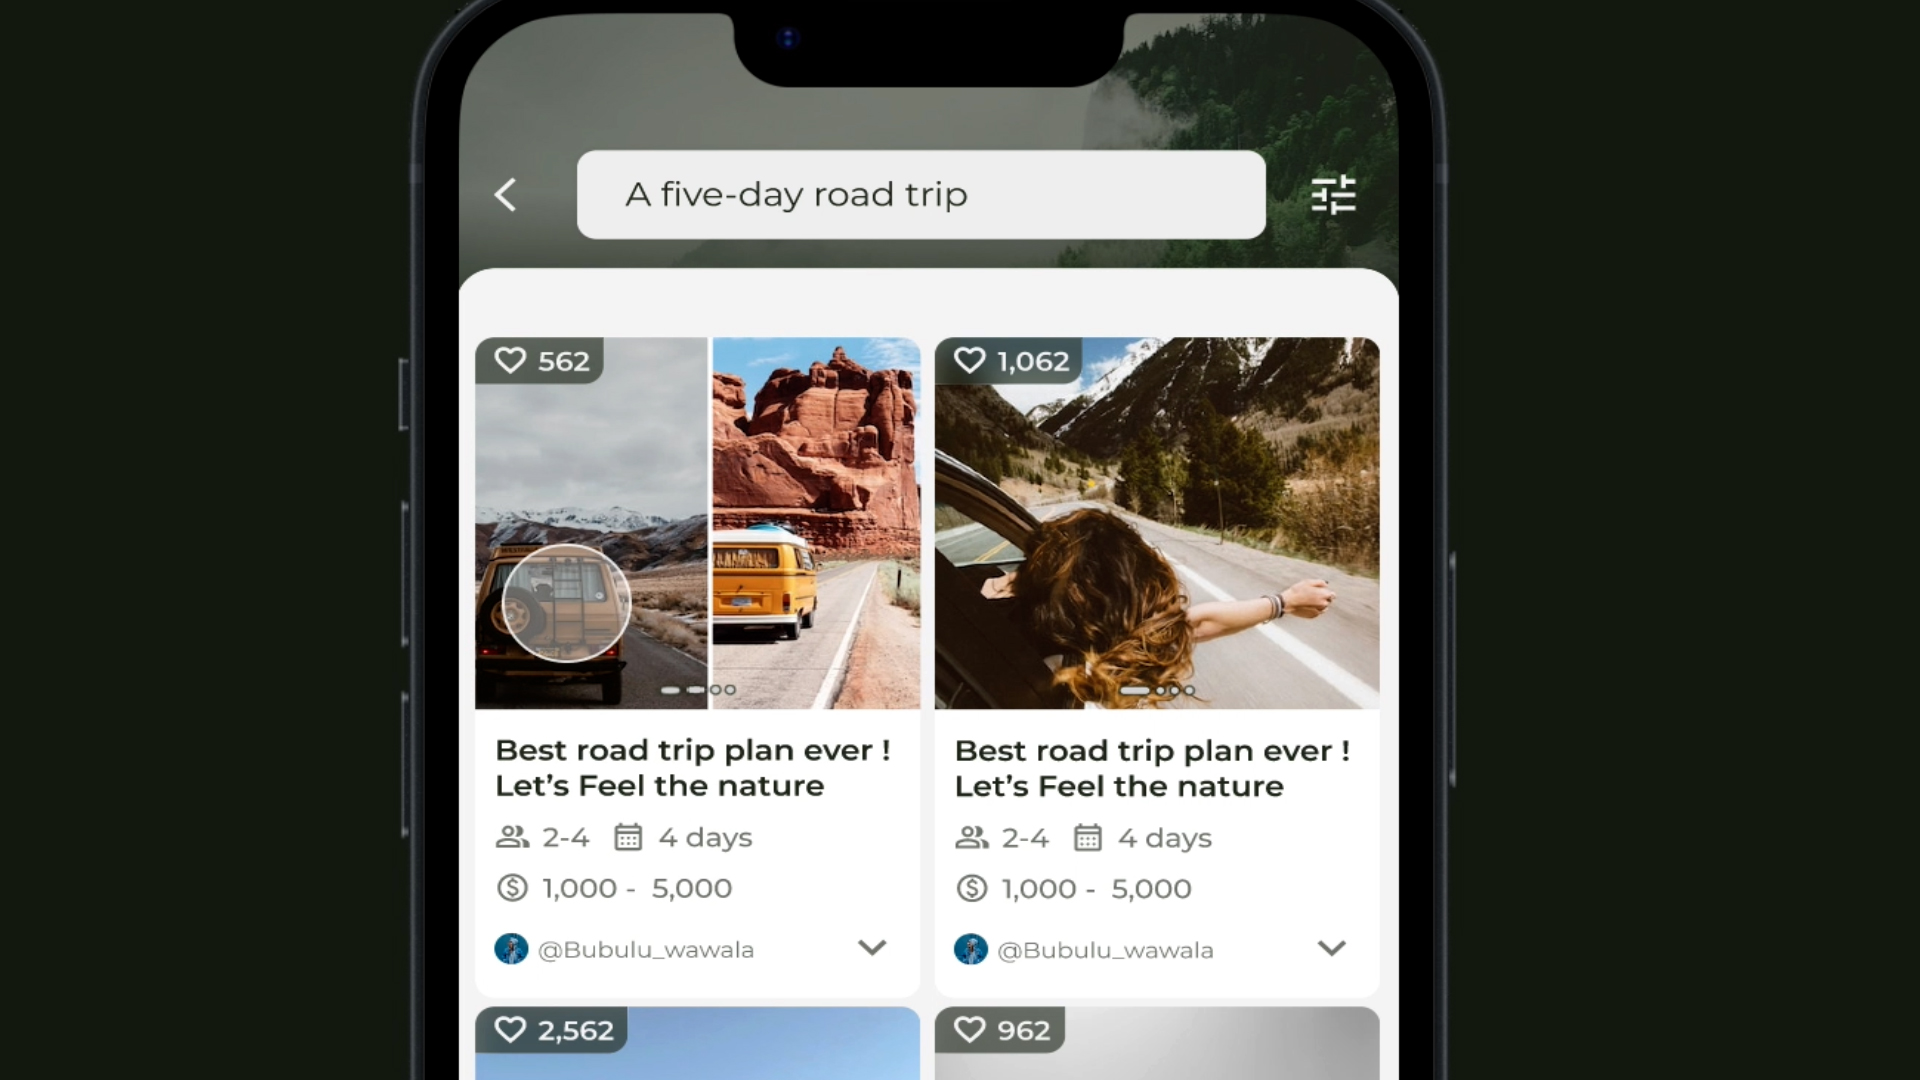 A five-day road trip
562
1,062
Best road trip plan ever !
Let’s Feel the nature
2-4 4 days
1,000 - 5,000
@Bubulu_wawala
Best road trip plan ever !
Let’s Feel the nature
2-4 4 days
1,000 - 5,000
@Bubulu_wawala
2,562
962